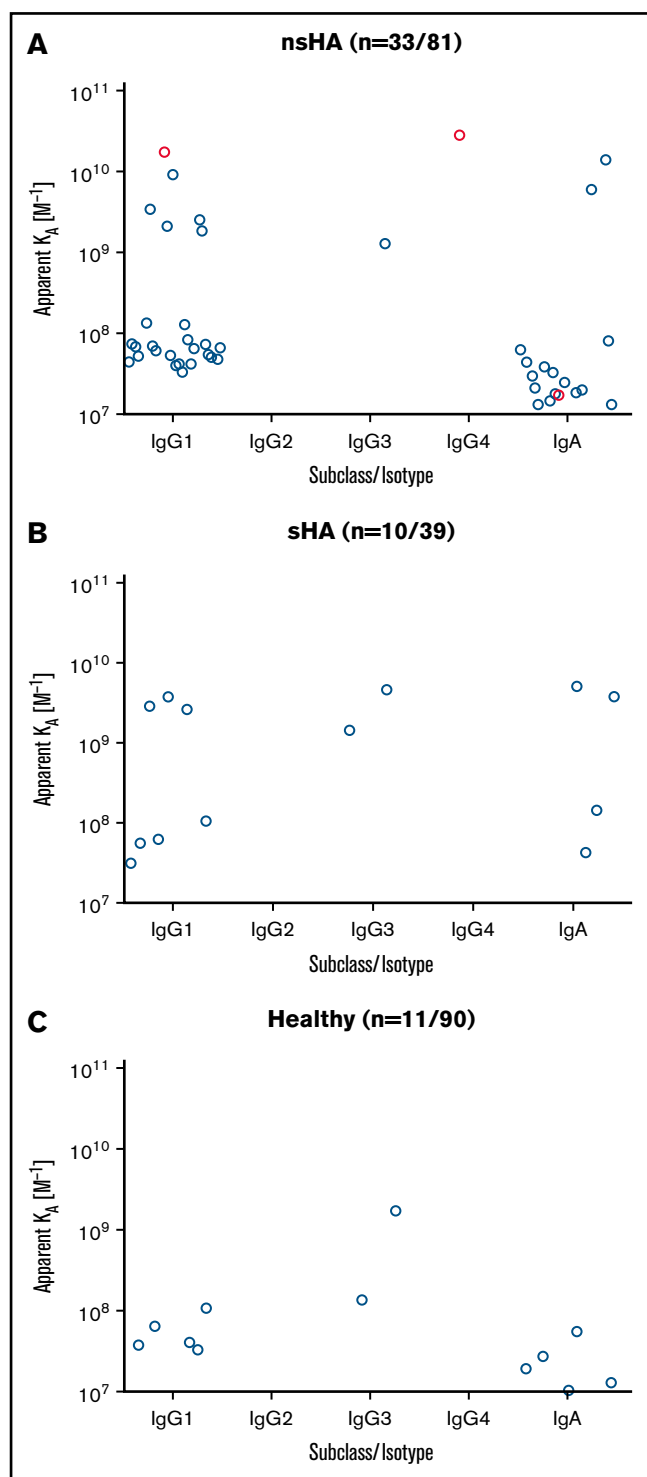 A
nsHA (n=33/81)
10¹¹
10¹⁰
10⁹
10⁸
10⁷
Apparent K_A [M⁻¹]
IgG1 IgG2 IgG3 IgG4 IgA
Subclass/Isotype
B
sHA (n=10/39)
10¹¹
10¹⁰
10⁹
10⁸
10⁷
Apparent K_A [M⁻¹]
IgG1 IgG2 IgG3 IgG4 IgA
Subclass/Isotype
C
Healthy (n=11/90)
10¹¹
10¹⁰
10⁹
10⁸
10⁷
Apparent K_A [M⁻¹]
IgG1 IgG2 IgG3 IgG4 IgA
Subclass/Isotype